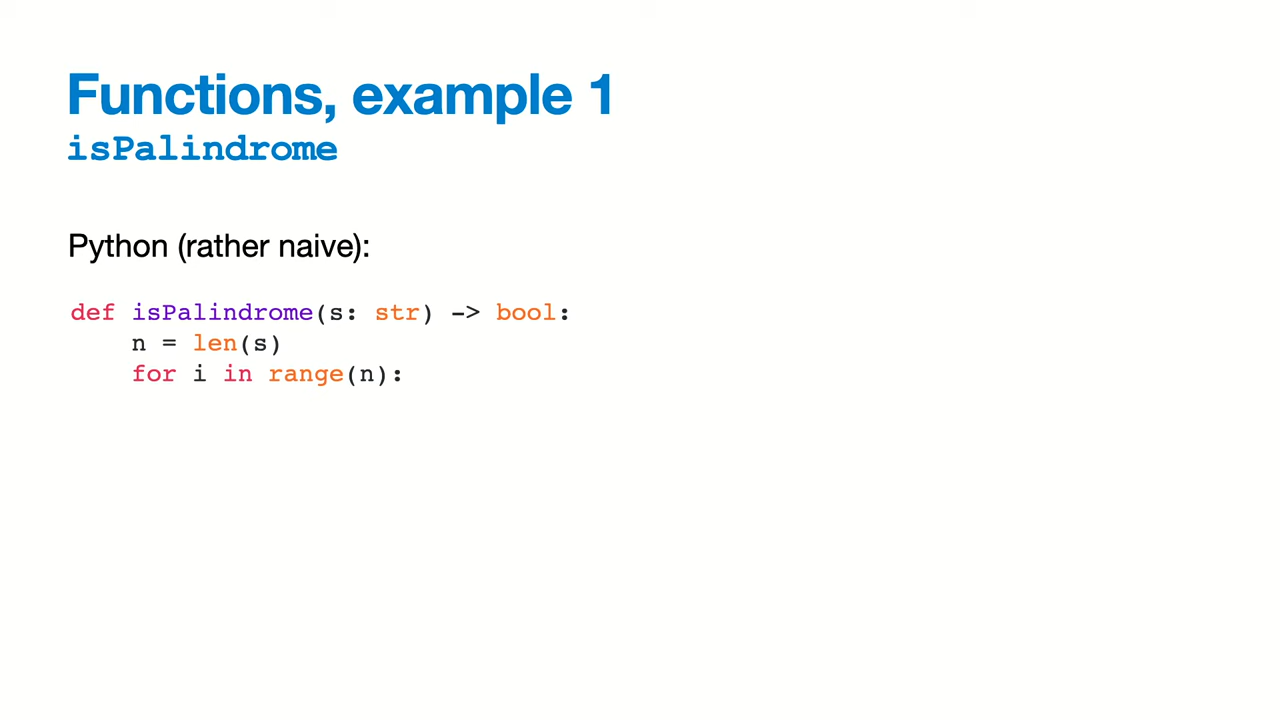 Functions, example 1
isPalindrome
Python (rather naive):
def isPalindrome(s: str) -> bool:
    n = len(s)
    for i in range(n):